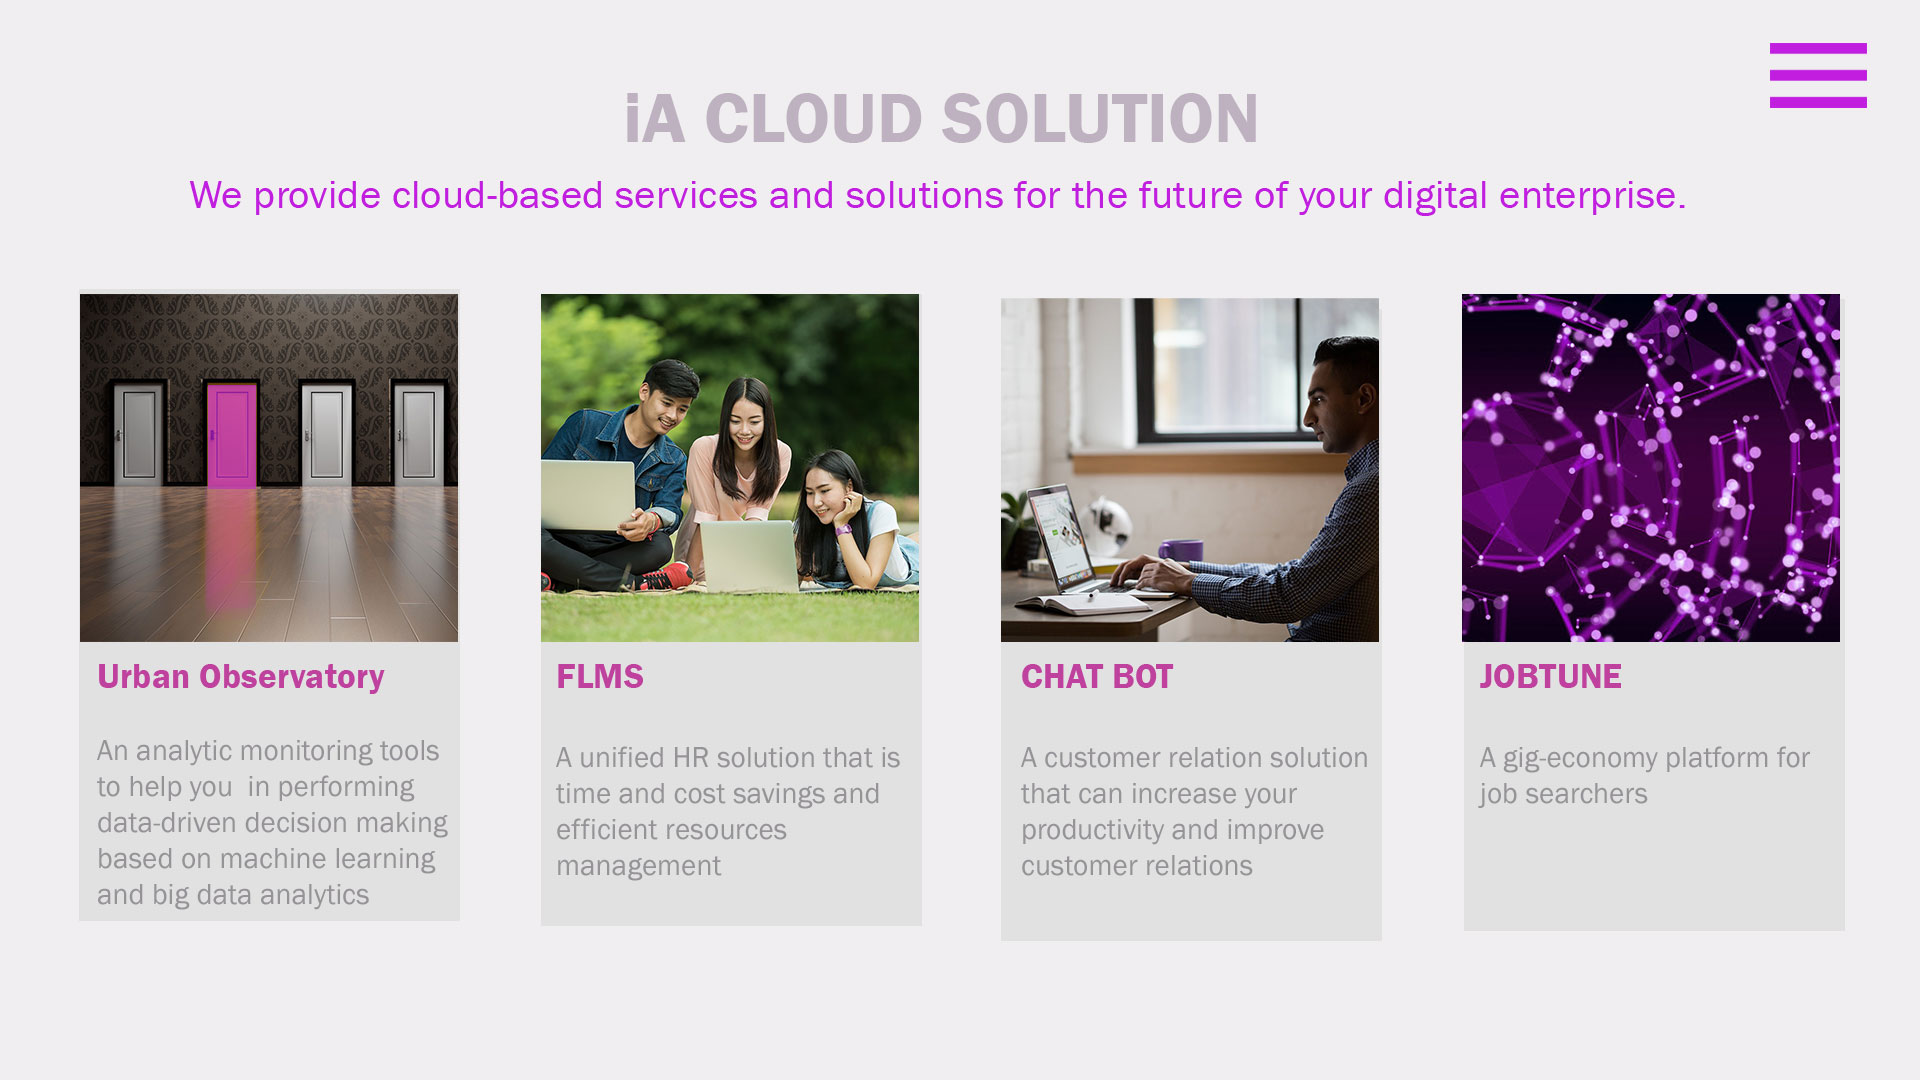 iA CLOUD SOLUTION
We provide cloud-based services and solutions for the future of your digital enterprise.
Urban Observatory
An analytic monitoring tools
to help you  in performing
data-driven decision making
based on machine learning
and big data analytics
FLMS
A unified HR solution that is
time and cost savings and
efficient resources
management
CHAT BOT
A customer relation solution
that can increase your
productivity and improve
customer relations
JOBTUNE
A gig-economy platform for
job searchers